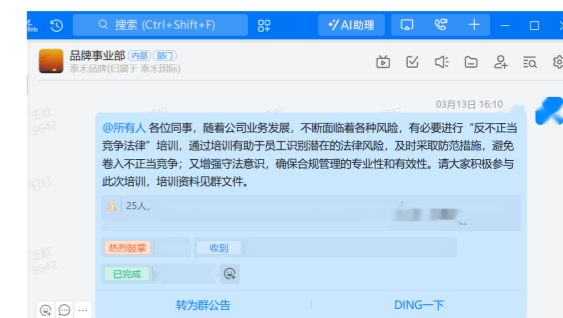 搜索 (Ctrl+Shift+F)
AI助理
品牌事业部 内部 部门
泰禾品牌(归属于 泰禾国际)
03月13日 16:10
@所有人 各位同事，随着公司业务发展，不断面临着各种风险，有必要进行“反不正当
竞争法律”培训，通过培训有助于员工识别潜在的法律风险，及时采取防范措施，避免
卷入不正当竞争；又增强守法意识，确保合规管理的专业性和有效性。请大家积极参与
此次培训，培训资料见群文件。
25人,
热烈鼓掌
收到
已完成
转为群公告
DING一下
9642
9642